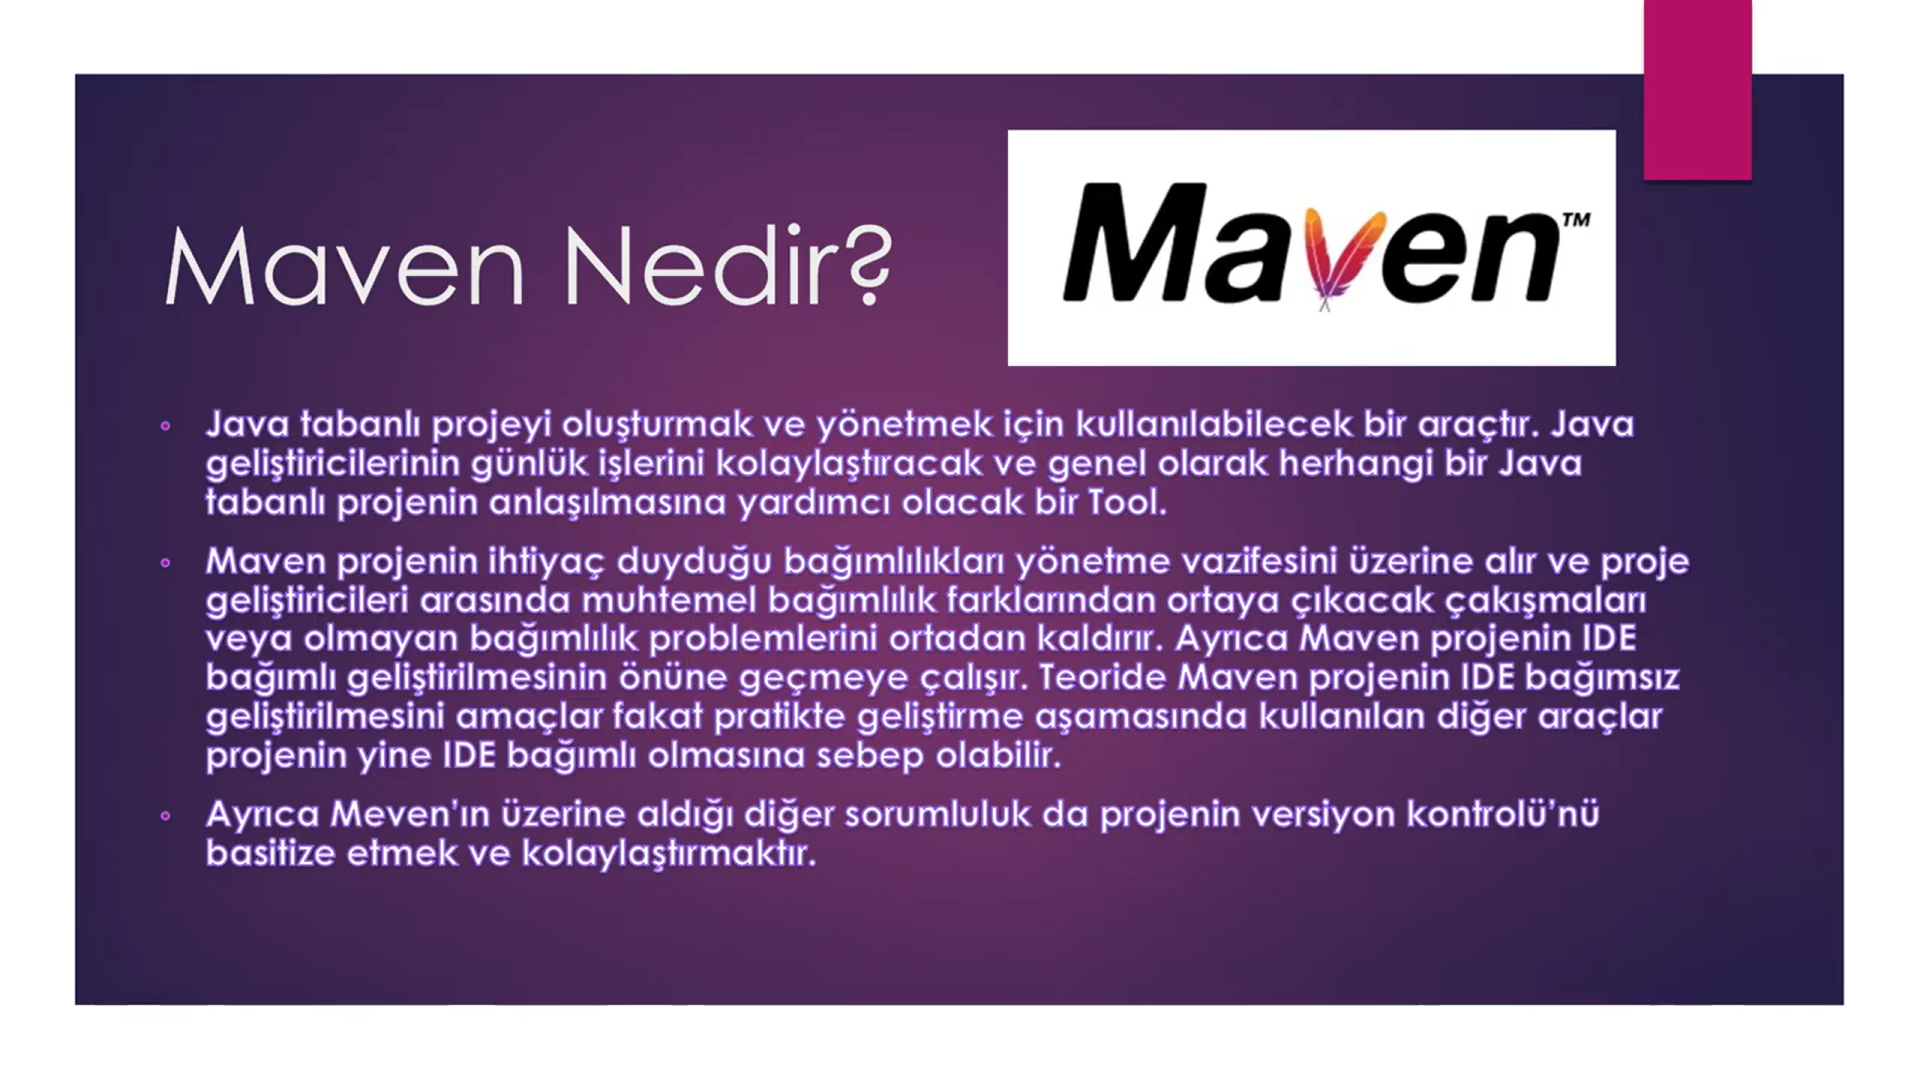 Maven Nedir?
Maven™
Java tabanlı projeyi oluşturmak ve yönetmek için kullanılabilecek bir araçtır. Java
geliştiricilerinin günlük işlerini kolaylaştıracak ve genel olarak herhangi bir Java
tabanlı projenin anlaşılmasına yardımcı olacak bir Tool.
Maven projenin ihtiyaç duyduğu bağımlılıkları yönetme vazifesini üzerine alır ve proje
geliştiricileri arasında muhtemel bağımlılık farklarından ortaya çıkacak çakışmaları
veya olmayan bağımlılık problemlerini ortadan kaldırır. Ayrıca Maven projenin IDE
bağımlı geliştirilmesinin önüne geçmeye çalışır. Teoride Maven projenin IDE bağımsız
geliştirilmesini amaçlar fakat pratikte geliştirme aşamasında kullanılan diğer araçlar
projenin yine IDE bağımlı olmasına sebep olabilir.
Ayrıca Meven’ın üzerine aldığı diğer sorumluluk da projenin versiyon kontrolü’nü
basitize etmek ve kolaylaştırmaktır.